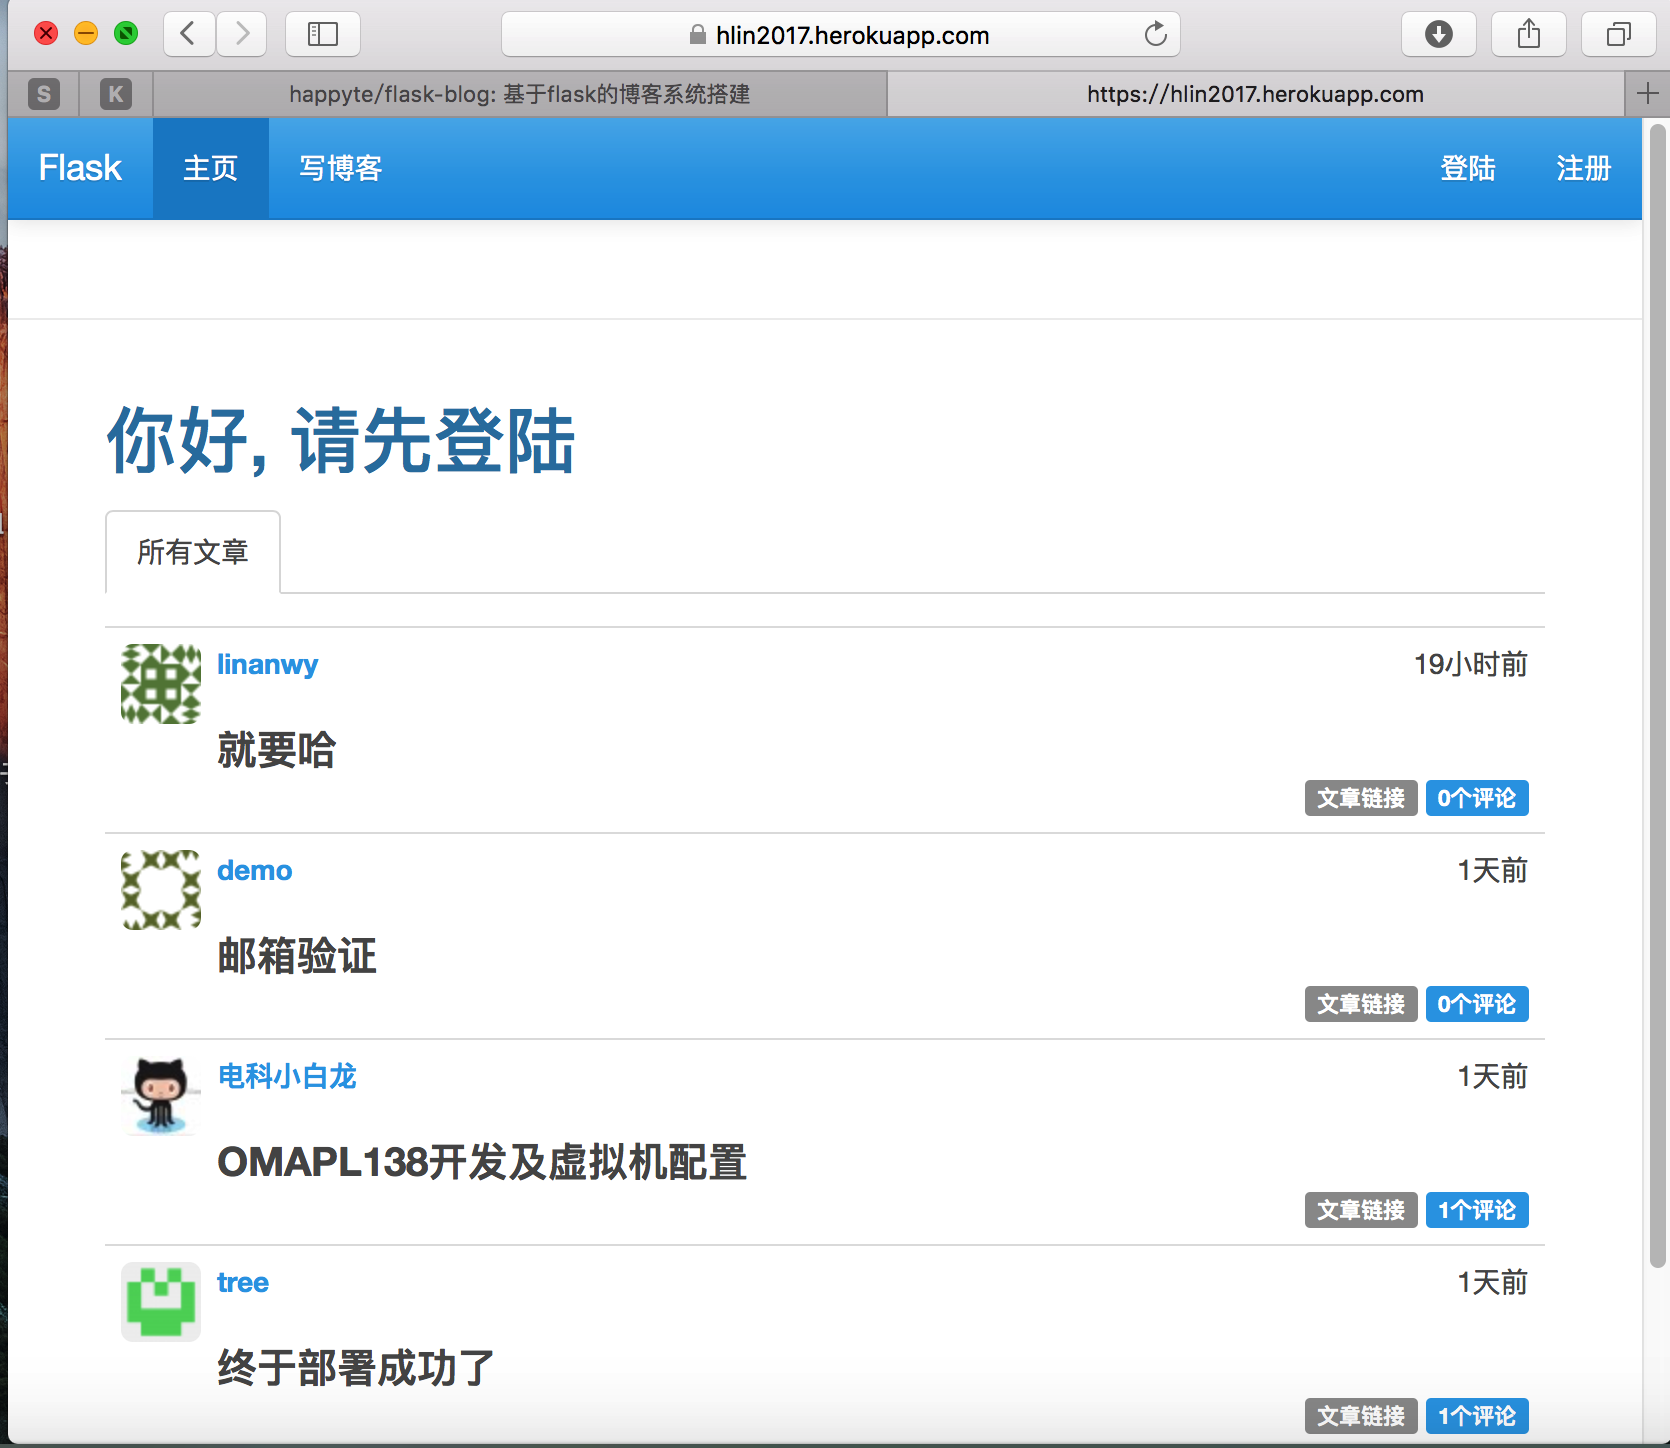 hlin2017.herokuapp.com
S
K
happyte/flask-blog: 基于flask的博客系统搭建
https://hlin2017.herokuapp.com
Flask
主页
写博客
登陆
注册
你好, 请先登陆
所有文章
linanwy
19小时前
就要哈
文章链接 0个评论
demo
1天前
邮箱验证
文章链接 0个评论
电科小白龙
1天前
OMAPL138开发及虚拟机配置
文章链接 1个评论
tree
1天前
终于部署成功了
文章链接 1个评论